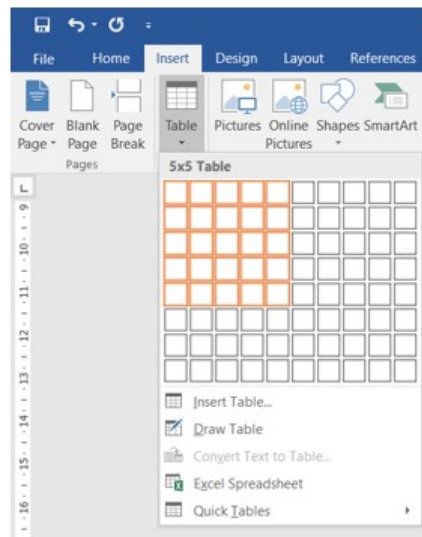 File Home Insert Design Layout References
Cover Page Blank Page Page Break Table Pictures Online Pictures Shapes SmartArt
Pages
5x5 Table
Insert Table...
Draw Table
Convert Text to Table...
Excel Spreadsheet
Quick Tables
L
9
10
11
12
13
14
15
16